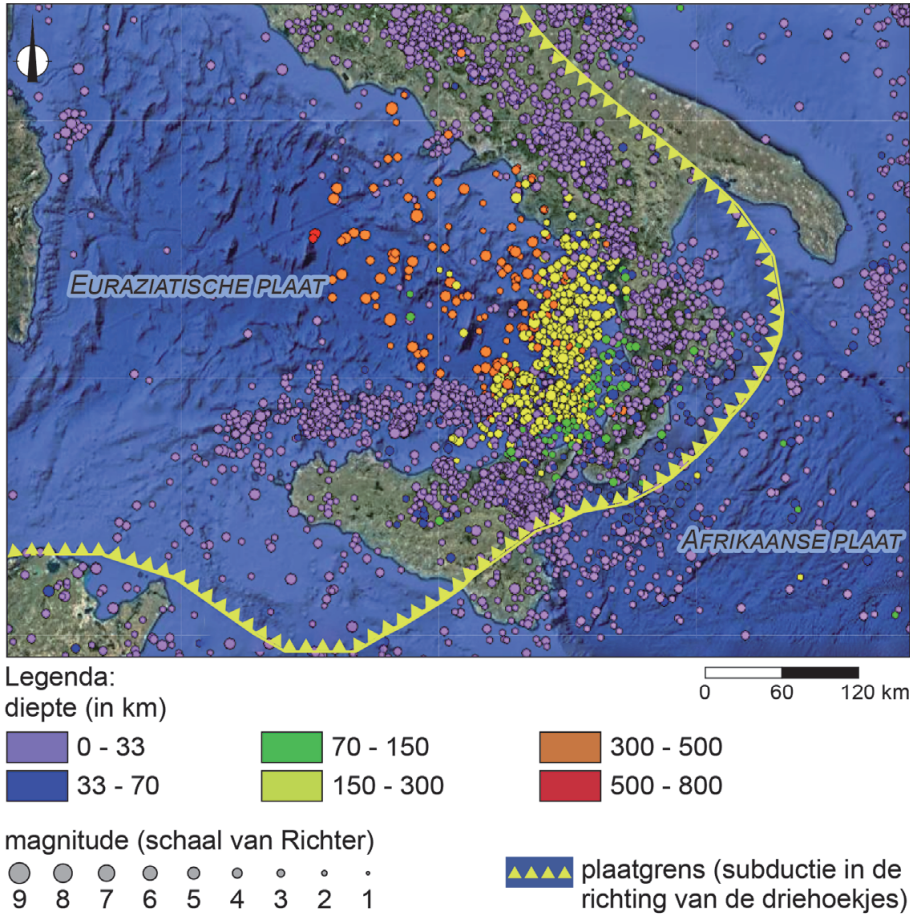 EURAZIATISCHE PLAAT
AFRIKAANSE PLAAT
Legenda:
diepte (in km)
0 60 120 km
0 - 33 70 - 150 300 - 500
33 - 70 150 - 300 500 - 800
magnitude (schaal van Richter)
9 8 7 6 5 4 3 2 1
plaatgrens (subductie in de
richting van de driehoekjes)